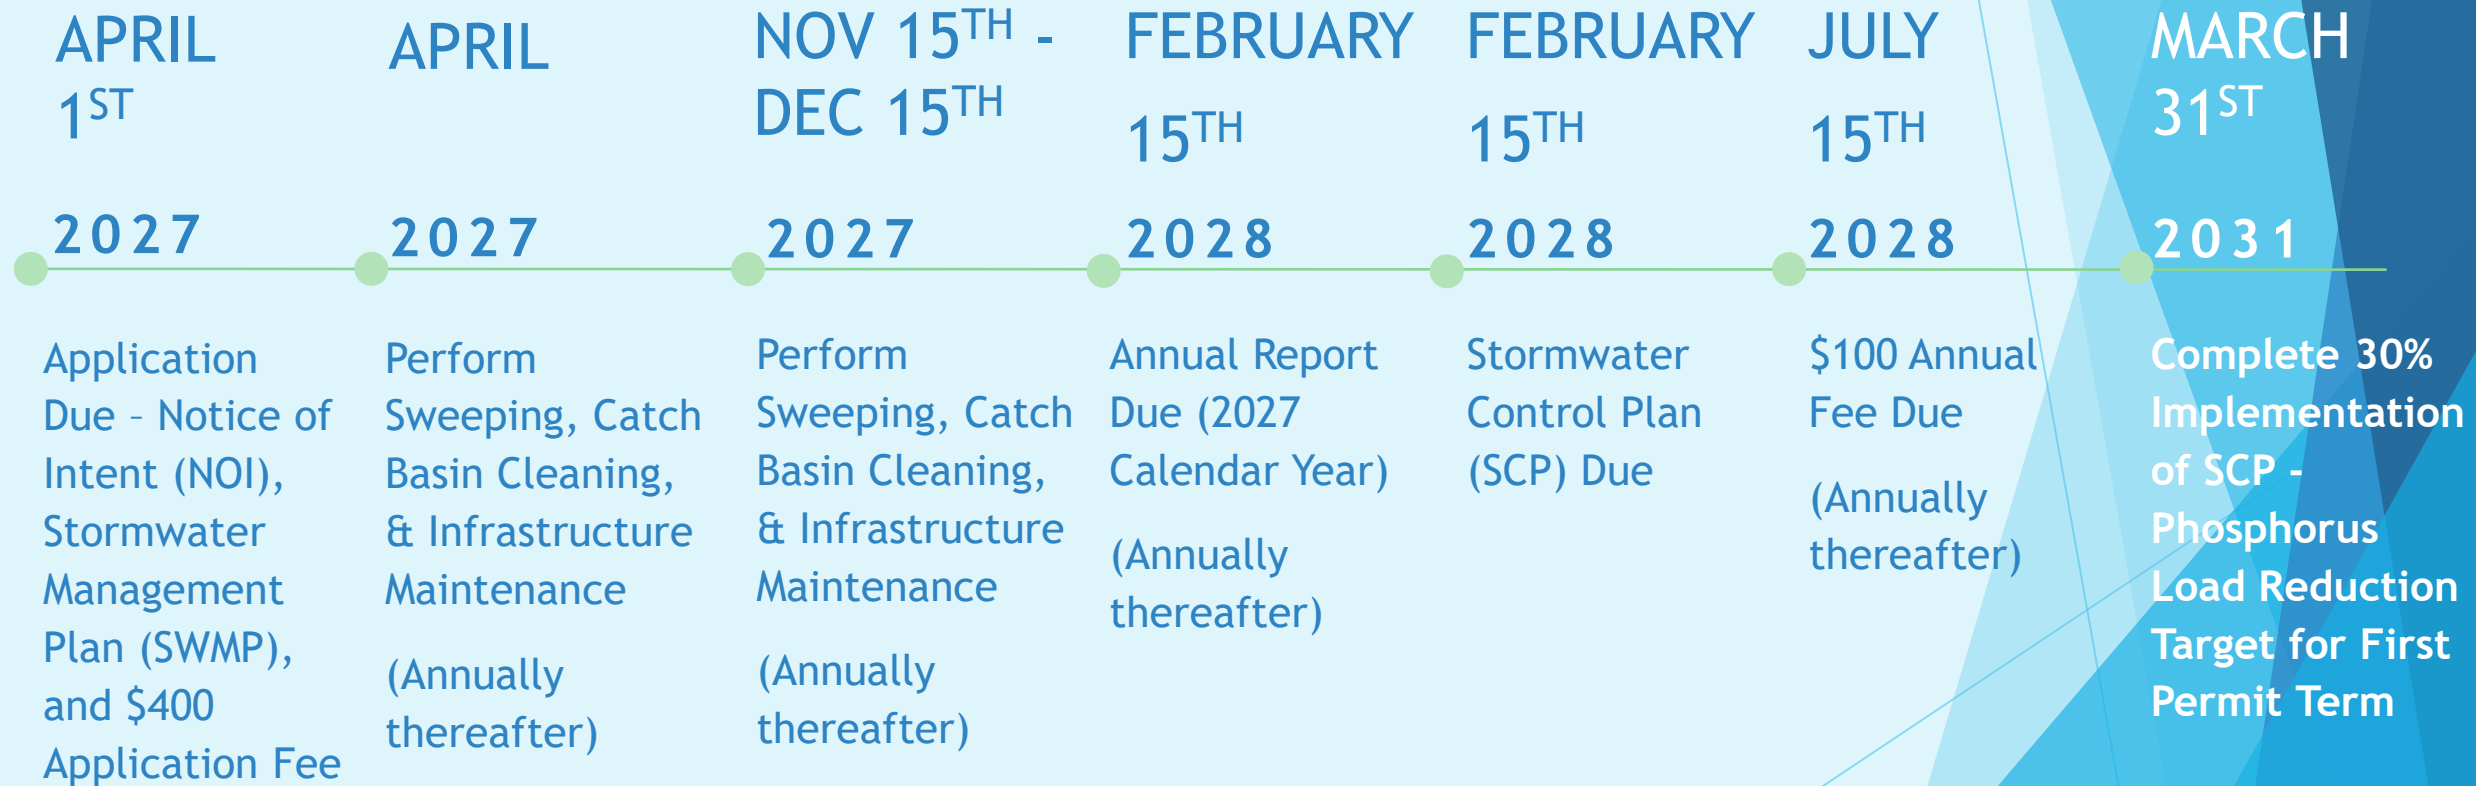 APRIL
1ST
2027
Application
Due – Notice of
Intent (NOI),
Stormwater
Management
Plan (SWMP),
and $400
Application Fee
APRIL
2027
Perform
Sweeping, Catch
Basin Cleaning,
& Infrastructure
Maintenance
(Annually
thereafter)
NOV 15TH -
DEC 15TH
2027
Perform
Sweeping, Catch
Basin Cleaning,
& Infrastructure
Maintenance
(Annually
thereafter)
FEBRUARY
15TH
2028
Annual Report
Due (2027
Calendar Year)
(Annually
thereafter)
FEBRUARY
15TH
2028
Stormwater
Control Plan
(SCP) Due
JULY
15TH
2028
$100 Annual
Fee Due
(Annually
thereafter)
MARCH
31ST
2031
Complete 30%
Implementation
of SCP -
Phosphorus
Load Reduction
Target for First
Permit Term